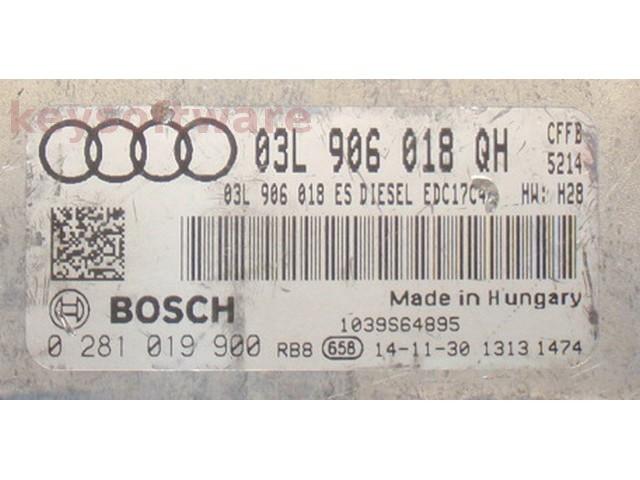 keysoftware
03L 906 018 QH CFFB
5214
03L 906 018 ES DIESEL HW: H28
BOSCH Made in Hungary
1039S64895
0 281 019 900 RB8 658 14-11-30 1313 1474